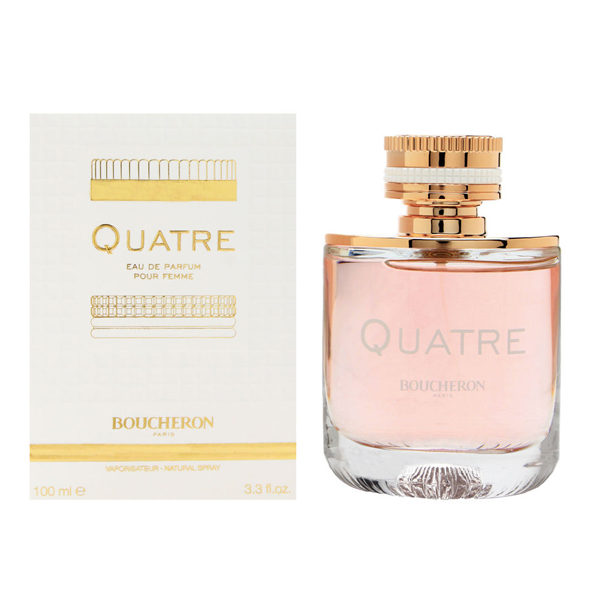 QUATRE
EAU DE PARFUM
POUR FEMME
BOUCHERON
PARIS
VAPORISATEUR - NATURAL SPRAY
100 ml e
3.3 fl.oz.
QUATRE
BOUCHERON
PARIS